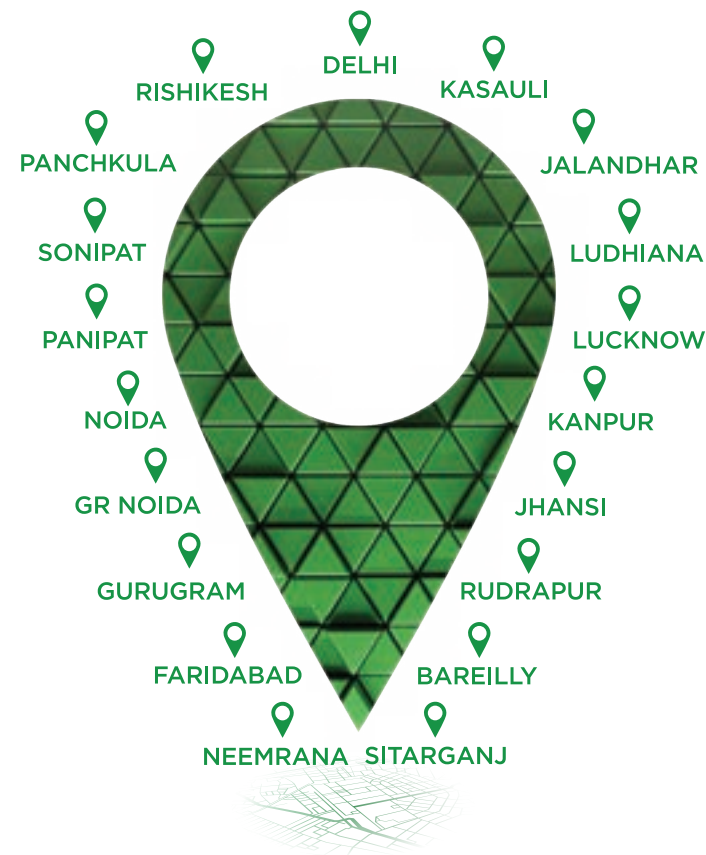 DELHI
RISHIKESH
KASAULI
PANCHKULA
JALANDHAR
SONIPAT
LUDHIANA
PANIPAT
LUCKNOW
NOIDA
KANPUR
GR NOIDA
JHANSI
GURUGRAM
RUDRAPUR
FARIDABAD
BAREILLY
NEEMRANA
SITARGANJ